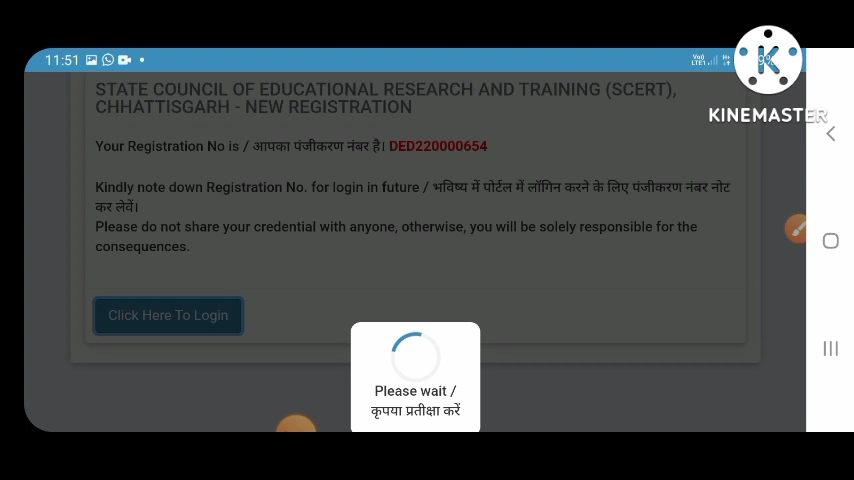 11:51
KINEMASTER
STATE COUNCIL OF EDUCATIONAL RESEARCH AND TRAINING (SCERT),
CHHATTISGARH - NEW REGISTRATION
Your Registration No is / आपका पंजीकरण नंबर है। DED220000654
Kindly note down Registration No. for login in future / भविष्य में पोर्टल में लॉगिन करने के लिए पंजीकरण नंबर नोट
कर लेवें।
Please do not share your credential with anyone, otherwise, you will be solely responsible for the
consequences.
Click Here To Login
Please wait /
कृपया प्रतीक्षा करें